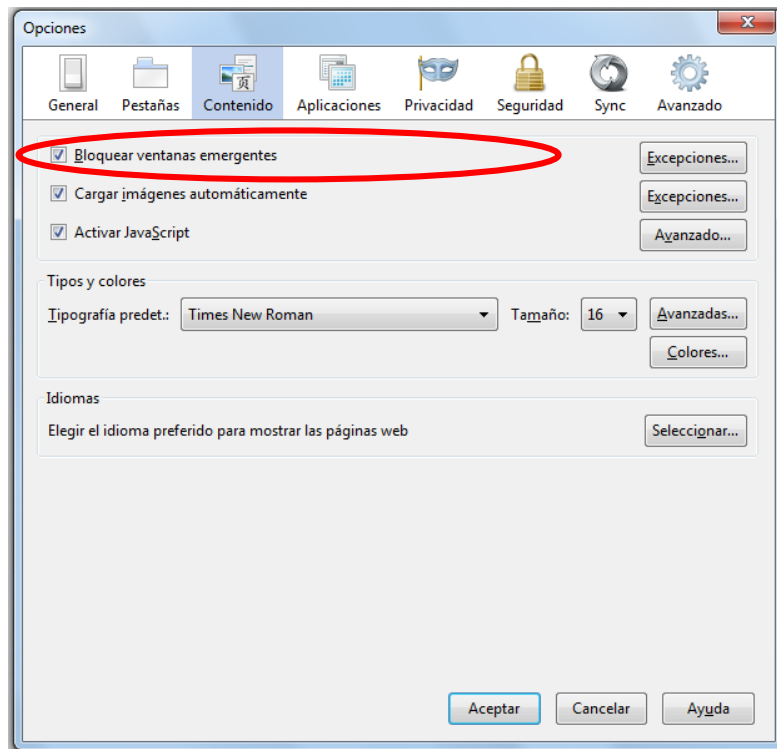 Opciones
General Pestañas Contenido Aplicaciones Privacidad Seguridad Sync Avanzado
Bloquear ventanas emergentes Excepciones...
Cargar imágenes automáticamente Excepciones...
Activar JavaScript Avanzado...
Tipos y colores
Tipografía predet.: Times New Roman Tamaño: 16 Avanzadas...
Colores...
Idiomas
Elegir el idioma preferido para mostrar las páginas web Seleccionar...
Aceptar Cancelar Ayuda